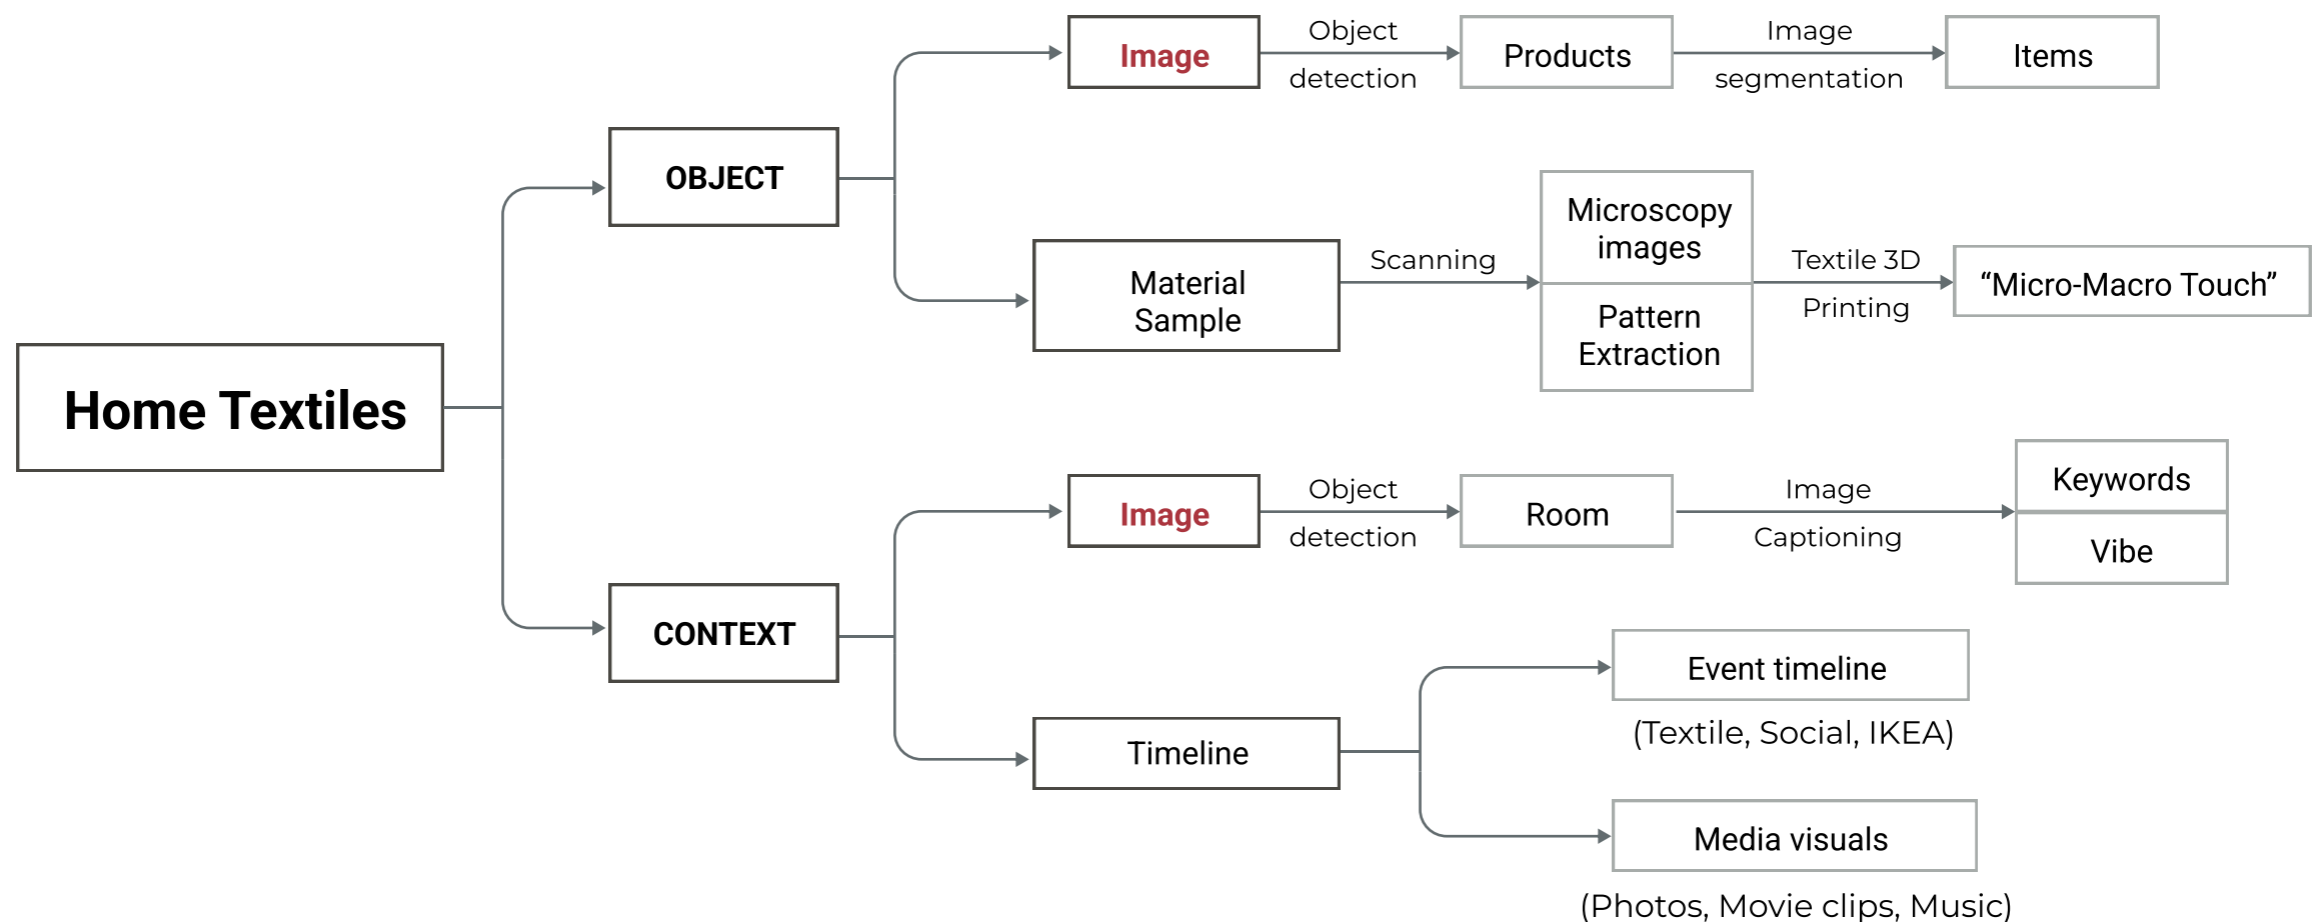 Home Textiles
OBJECT
Image
Object
detection
Products
Image
segmentation
Items
Material
Sample
Scanning
Microscopy
images
Pattern
Extraction
Textile 3D
Printing
“Micro-Macro Touch”
CONTEXT
Image
Object
detection
Room
Image
Captioning
Keywords
Vibe
Timeline
Event timeline
(Textile, Social, IKEA)
Media visuals
(Photos, Movie clips, Music)